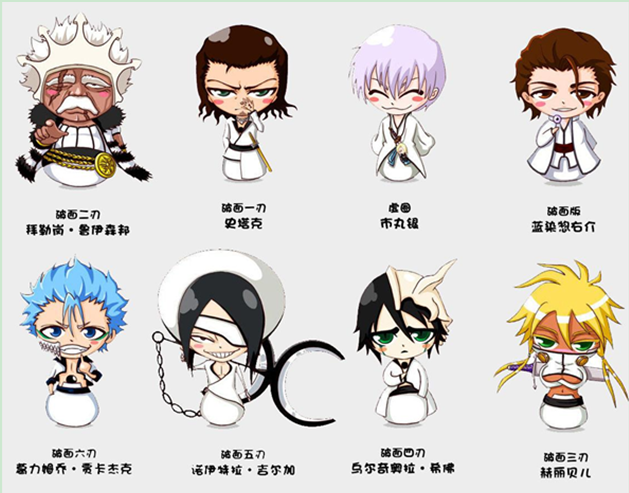 破面二刃
拜勒岗·鲁伊森邦
破面一刃
史塔克
虚圈
市丸银
破面版
蓝染惣右介
破面六刃
葛力姆乔·贾卡杰克
破面五刃
诺伊特拉·吉尔加
破面四刃
乌尔奇奥拉·希佛
破面三刃
赫丽贝儿